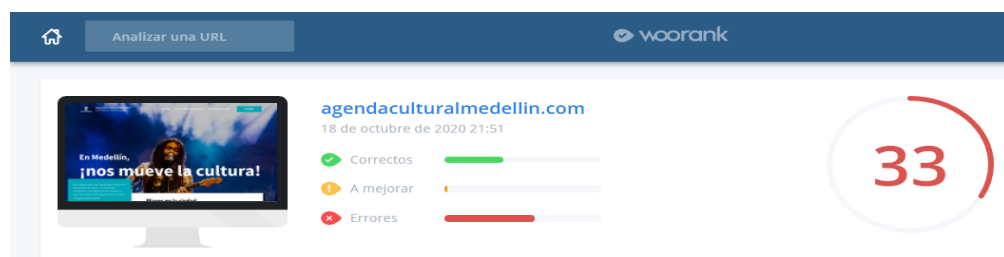 Analizar una URL
woorank
agendaculturalmedellin.com
18 de octubre de 2020 21:51
Correctos
A mejorar
Errores
33
En Medellín,
¡nos mueve la cultura!